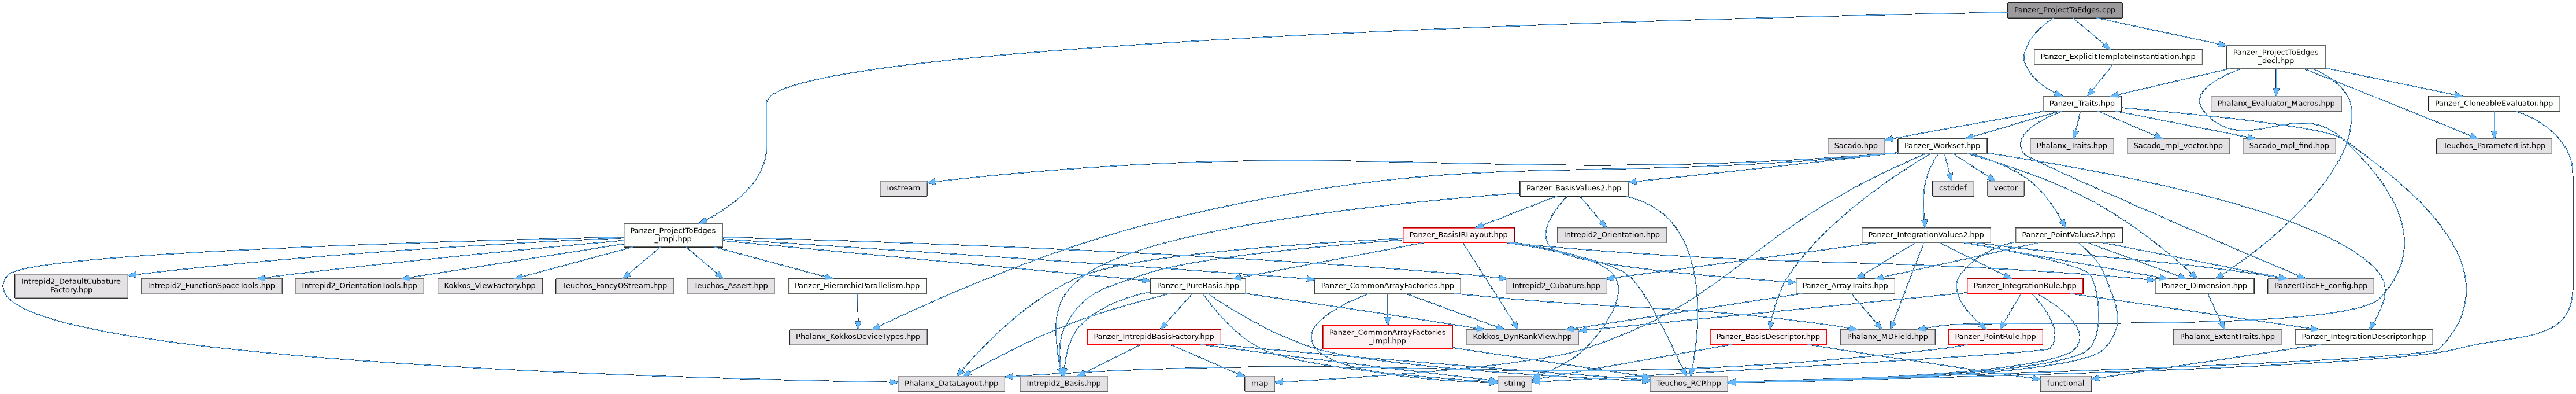 Panzer_ProjectToEdges.cpp
Panzer_ExplicitTemplateInstantiation.hpp
Panzer_ProjectToEdges
_decl.hpp
Panzer_Traits.hpp
Phalanx_Evaluator_Macros.hpp
Panzer_CloneableEvaluator.hpp
Sacado.hpp
Panzer_Workset.hpp
Phalanx_Traits.hpp
Sacado_mpl_vector.hpp
Sacado_mpl_find.hpp
Teuchos_ParameterList.hpp
iostream
Panzer_BasisValues2.hpp
cstddef
vector
Panzer_ProjectToEdges
_impl.hpp
Panzer_BasisIRLayout.hpp
Intrepid2_Orientation.hpp
Panzer_IntegrationValues2.hpp
Panzer_PointValues2.hpp
Intrepid2_DefaultCubature
Factory.hpp
Intrepid2_FunctionSpaceTools.hpp
Intrepid2_OrientationTools.hpp
Kokkos_ViewFactory.hpp
Teuchos_FancyOStream.hpp
Teuchos_Assert.hpp
Panzer_HierarchicParallelism.hpp
Panzer_PureBasis.hpp
Panzer_CommonArrayFactories.hpp
Intrepid2_Cubature.hpp
Panzer_ArrayTraits.hpp
Panzer_IntegrationRule.hpp
Panzer_Dimension.hpp
PanzerDiscFE_config.hpp
Phalanx_KokkosDeviceTypes.hpp
Panzer_IntrepidBasisFactory.hpp
Panzer_CommonArrayFactories
_impl.hpp
Kokkos_DynRankView.hpp
Panzer_BasisDescriptor.hpp
Phalanx_MDField.hpp
Panzer_PointRule.hpp
Phalanx_ExtentTraits.hpp
Panzer_IntegrationDescriptor.hpp
Phalanx_DataLayout.hpp
Intrepid2_Basis.hpp
map
string
Teuchos_RCP.hpp
functional